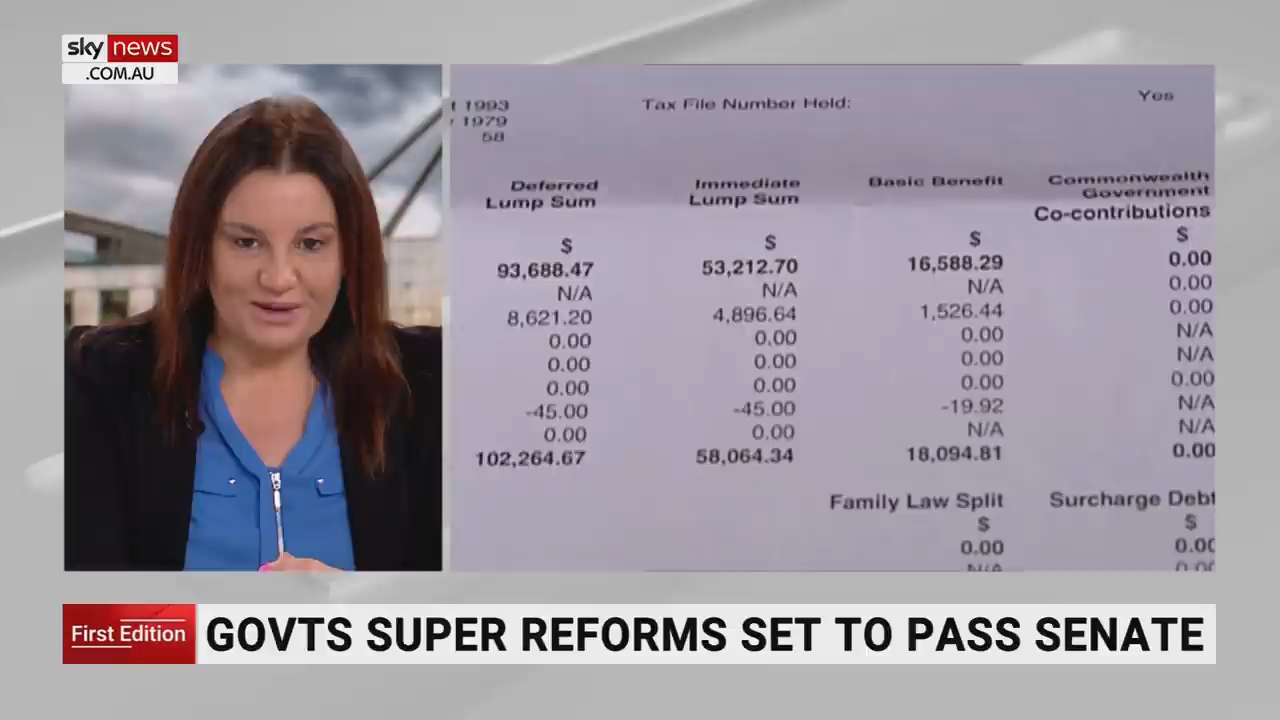 sky news
.COM.AU
t 1993
Tax File Number Held:
Yes
1979
58
Deferred
Lump Sum
Immediate
Lump Sum
Basic Benefit
Commonwealth
Government
Co-contributions
$ $ $ $
93,688.47 53,212.70 16,588.29 0.00
N/A N/A N/A 0.00
8,621.20 4,896.64 1,526.44 0.00
0.00 0.00 0.00 N/A
0.00 0.00 0.00 N/A
0.00 0.00 0.00 0.00
-45.00 -45.00 -19.92 N/A
0.00 0.00 N/A N/A
102,264.67 58,064.34 18,094.81 0.00
Family Law Split Surcharge Debt
$ $
0.00 0.00
N/A 0.00
First Edition
GOVTS SUPER REFORMS SET TO PASS SENATE